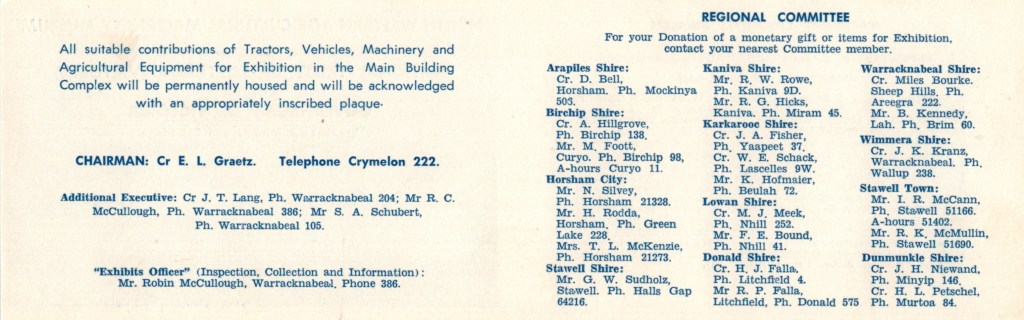 All suitable contributions of Tractors, Vehicles, Machinery and
Agricultural Equipment for Exhibition in the Main Building
Complex will be permanently housed and will be acknowledged
with an appropriately inscribed plaque.
CHAIRMAN: Cr E. L. Graetz. Telephone Crymelon 222.
Additional Executive: Cr J. T. Lang, Ph. Warracknabeal 204; Mr R. C.
McCullough, Ph. Warracknabeal 386; Mr S. A. Schubert,
Ph. Warracknabeal 105.
"Exhibits Officer" (Inspection, Collection and Information):
Mr. Robin McCullough, Warracknabeal. Phone 386.
REGIONAL COMMITTEE
For your Donation of a monetary gift or items for Exhibition,
contact your nearest Committee member.
Arapiles Shire:
Cr. D. Bell,
Horsham. Ph. Mockinya
503.
Birchip Shire:
Cr. A. Hillgrove,
Ph. Birchip 138.
Mr. M. Foott,
Curyo. Ph. Birchip 98,
A-hours Curyo 11.
Horsham City:
Mr. N. Silvey,
Ph. Horsham 21328.
Mr. H. Rodda,
Horsham, Ph. Green
Lake 228.
Mrs. T. L. McKenzie,
Ph. Horsham 21273.
Stawell Shire:
Mr. G. W. Sudholz,
Stawell. Ph. Halls Gap
64216.
Kaniva Shire:
Mr. R. W. Rowe,
Ph. Kaniva 9D.
Mr. R. G. Hicks,
Kaniva. Ph. Miram 45.
Karkarooc Shire:
Cr. J. A. Fisher,
Ph. Yaapeet 37.
Cr. W. E. Schack,
Ph. Lascelles 9W.
Mr. K. Hofmaier,
Ph. Beulah 72.
Lowan Shire:
Cr. M. J. Meek,
Ph. Nhill 252.
Mr. F. E. Bound,
Ph. Nhill 41.
Donald Shire:
Cr. H. J. Falla,
Ph. Litchfield 4.
Mr R. P. Falla,
Litchfield, Ph. Donald 575
Warracknabeal Shire:
Cr. Miles Bourke.
Sheep Hills. Ph.
Areegra 222.
Mr. B. Kennedy,
Lah. Ph. Brim 60.
Wimmera Shire:
Cr. J. K. Kranz,
Warracknabeal. Ph.
Wallup 238.
Stawell Town:
Mr. I. R. McCann,
Ph. Stawell 51166.
A-hours 51402.
Mr. R. K. McMullin,
Ph. Stawell 51690.
Dunmunkle Shire:
Cr. J. H. Niewand,
Ph. Minyip 146.
Cr. H. L. Petschel,
Ph. Murtoa 84.